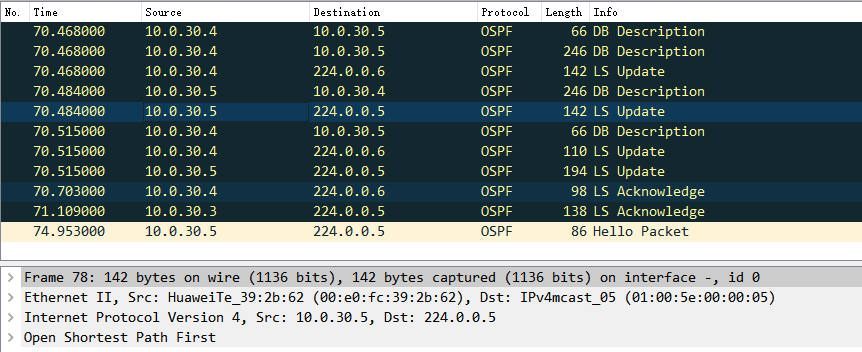 No. Time Source Destination Protocol Length Info
70.468000 10.0.30.4 10.0.30.5 OSPF 66 DB Description
70.468000 10.0.30.5 10.0.30.5 OSPF 246 DB Description
70.468000 10.0.30.4 224.0.0.6 OSPF 142 LS Update
70.484000 10.0.30.5 10.0.30.4 OSPF 246 DB Description
70.484000 10.0.30.5 224.0.0.5 OSPF 142 LS Update
70.515000 10.0.30.4 10.0.30.5 OSPF 66 DB Description
70.515000 10.0.30.4 224.0.0.6 OSPF 110 LS Update
70.515000 10.0.30.5 224.0.0.5 OSPF 194 LS Update
70.703000 10.0.30.4 224.0.0.6 OSPF 98 LS Acknowledge
71.109000 10.0.30.3 224.0.0.5 OSPF 138 LS Acknowledge
74.953000 10.0.30.5 224.0.0.5 OSPF 86 Hello Packet
Frame 78: 142 bytes on wire (1136 bits), 142 bytes captured (1136 bits) on interface -, id 0
Ethernet II, Src: HuaweiTe_39:2b:62 (00:e0:fc:39:2b:62), Dst: IPv4mcast_05 (01:00:5e:00:00:05)
Internet Protocol Version 4, Src: 10.0.30.5, Dst: 224.0.0.5
Open Shortest Path First